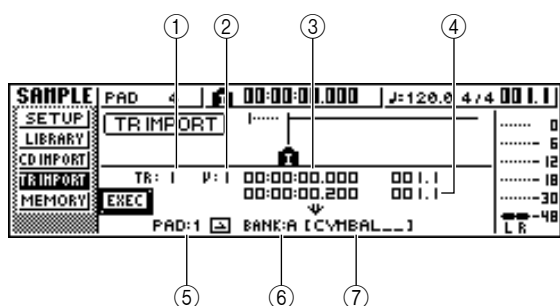 ① ② ③ ④
SAMPLE PAD 4 00:00:00.000 ♩=120.0 4/4 001.1
SETUP TR IMPORT 0
LIBRARY 6
CD IMPORT 12
TR IMPORT TR: 1 V: 1 00:00:00.000 001.1 18
MEMORY EXEC 00:00:00.200 001.1 30
48
PAD:1 BANK:A [CYMBAL__] L R
⑤ ⑥ ⑦